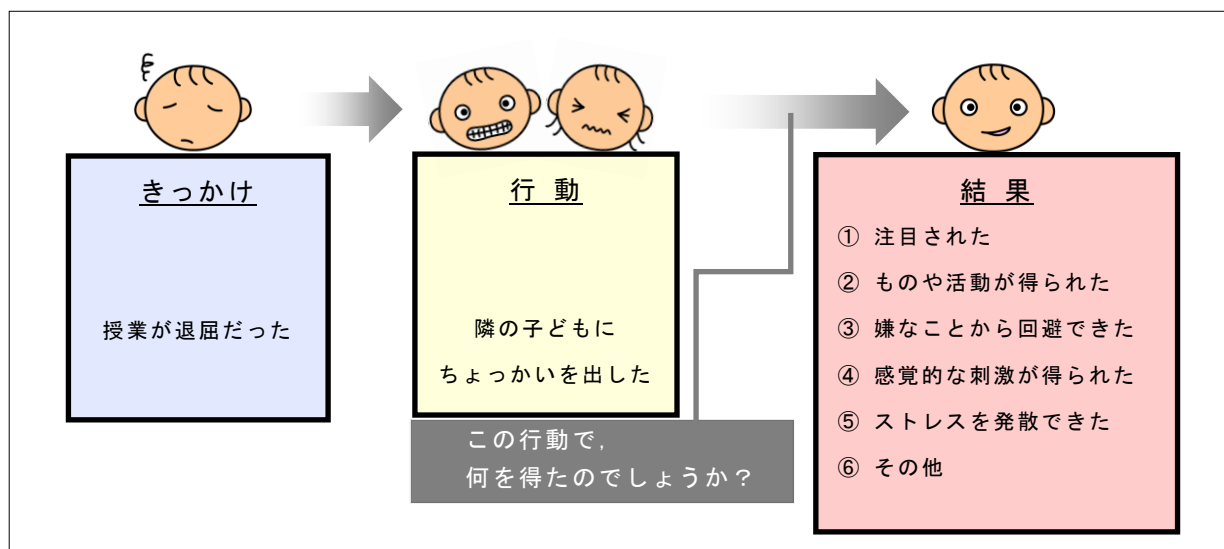 きっかけ
授業が退屈だった
行 動
隣の子どもに
ちょっかいを出した
この行動で,
何を得たのでしょうか？
結 果
① 注目された
② ものや活動が得られた
③ 嫌なことから回避できた
④ 感覚的な刺激が得られた
⑤ ストレスを発散できた
⑥ その他